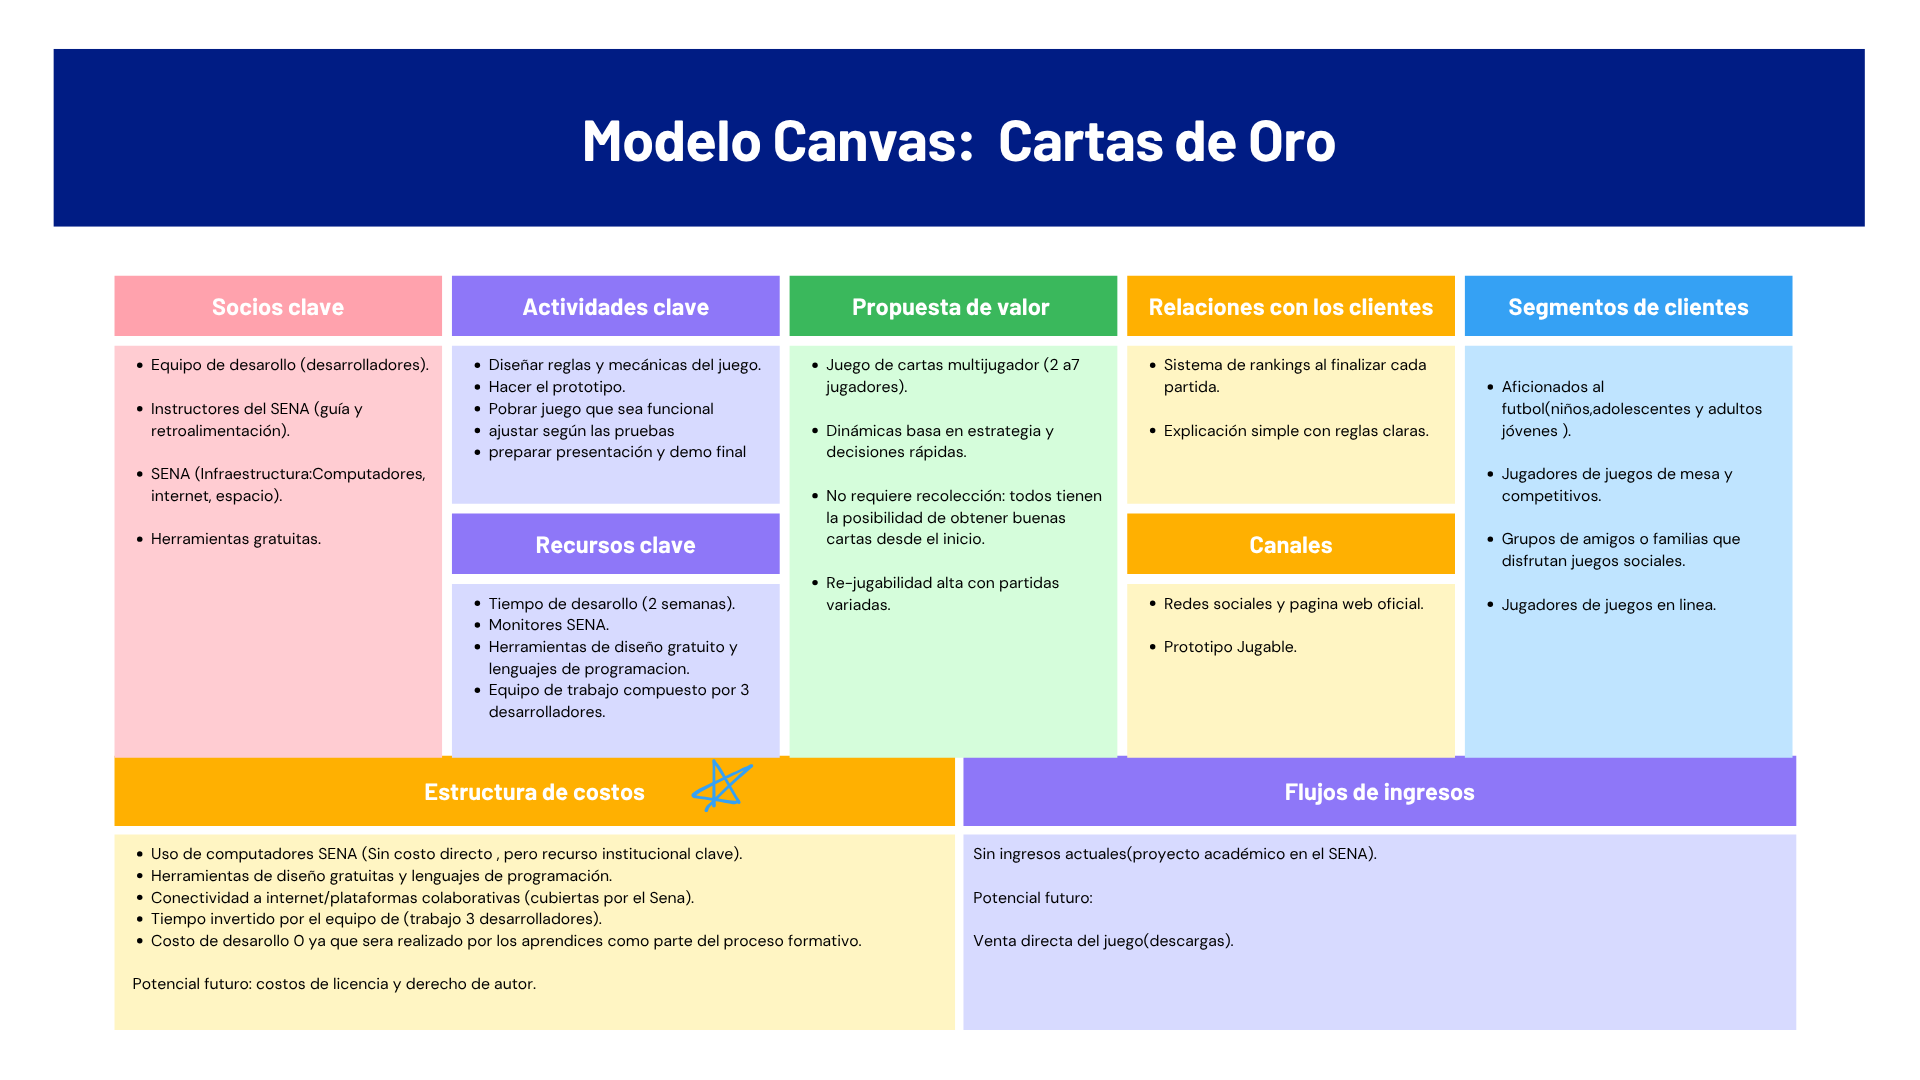 Modelo Canvas:  Cartas de Oro
Socios clave
Equipo de desarollo (desarrolladores).
Instructores del SENA (guía y
retroalimentación).
SENA (Infraestructura:Computadores,
internet, espacio).
Herramientas gratuitas.
Actividades clave
Diseñar reglas y mecánicas del juego.
Hacer el prototipo.
Pobrar juego que sea funcional
ajustar según las pruebas
preparar presentación y demo final
Recursos clave
Tiempo de desarollo (2 semanas).
Monitores SENA.
Herramientas de diseño gratuito y
lenguajes de programacion.
Equipo de trabajo compuesto por 3
desarrolladores.
Propuesta de valor
Juego de cartas multijugador (2 a7
jugadores).
Dinámicas basa en estrategia y
decisiones rápidas.
No requiere recolección: todos tienen
la posibilidad de obtener buenas
cartas desde el inicio.
Re-jugabilidad alta con partidas
variadas.
Relaciones con los clientes
Sistema de rankings al finalizar cada
partida.
Explicación simple con reglas claras.
Canales
Redes sociales y pagina web oficial.
Prototipo Jugable.
Segmentos de clientes
Aficionados al
futbol(niños,adolescentes y adultos
jóvenes ).
Jugadores de juegos de mesa y
competitivos.
Grupos de amigos o familias que
disfrutan juegos sociales.
Jugadores de juegos en linea.
Estructura de costos
Uso de computadores SENA (Sin costo directo , pero recurso institucional clave).
Herramientas de diseño gratuitas y lenguajes de programación.
Conectividad a internet/plataformas colaborativas (cubiertas por el Sena).
Tiempo invertido por el equipo de (trabajo 3 desarrolladores).
Costo de desarollo 0 ya que sera realizado por los aprendices como parte del proceso formativo.
Potencial futuro: costos de licencia y derecho de autor.
Flujos de ingresos
Sin ingresos actuales(proyecto académico en el SENA).
Potencial futuro:
Venta directa del juego(descargas).